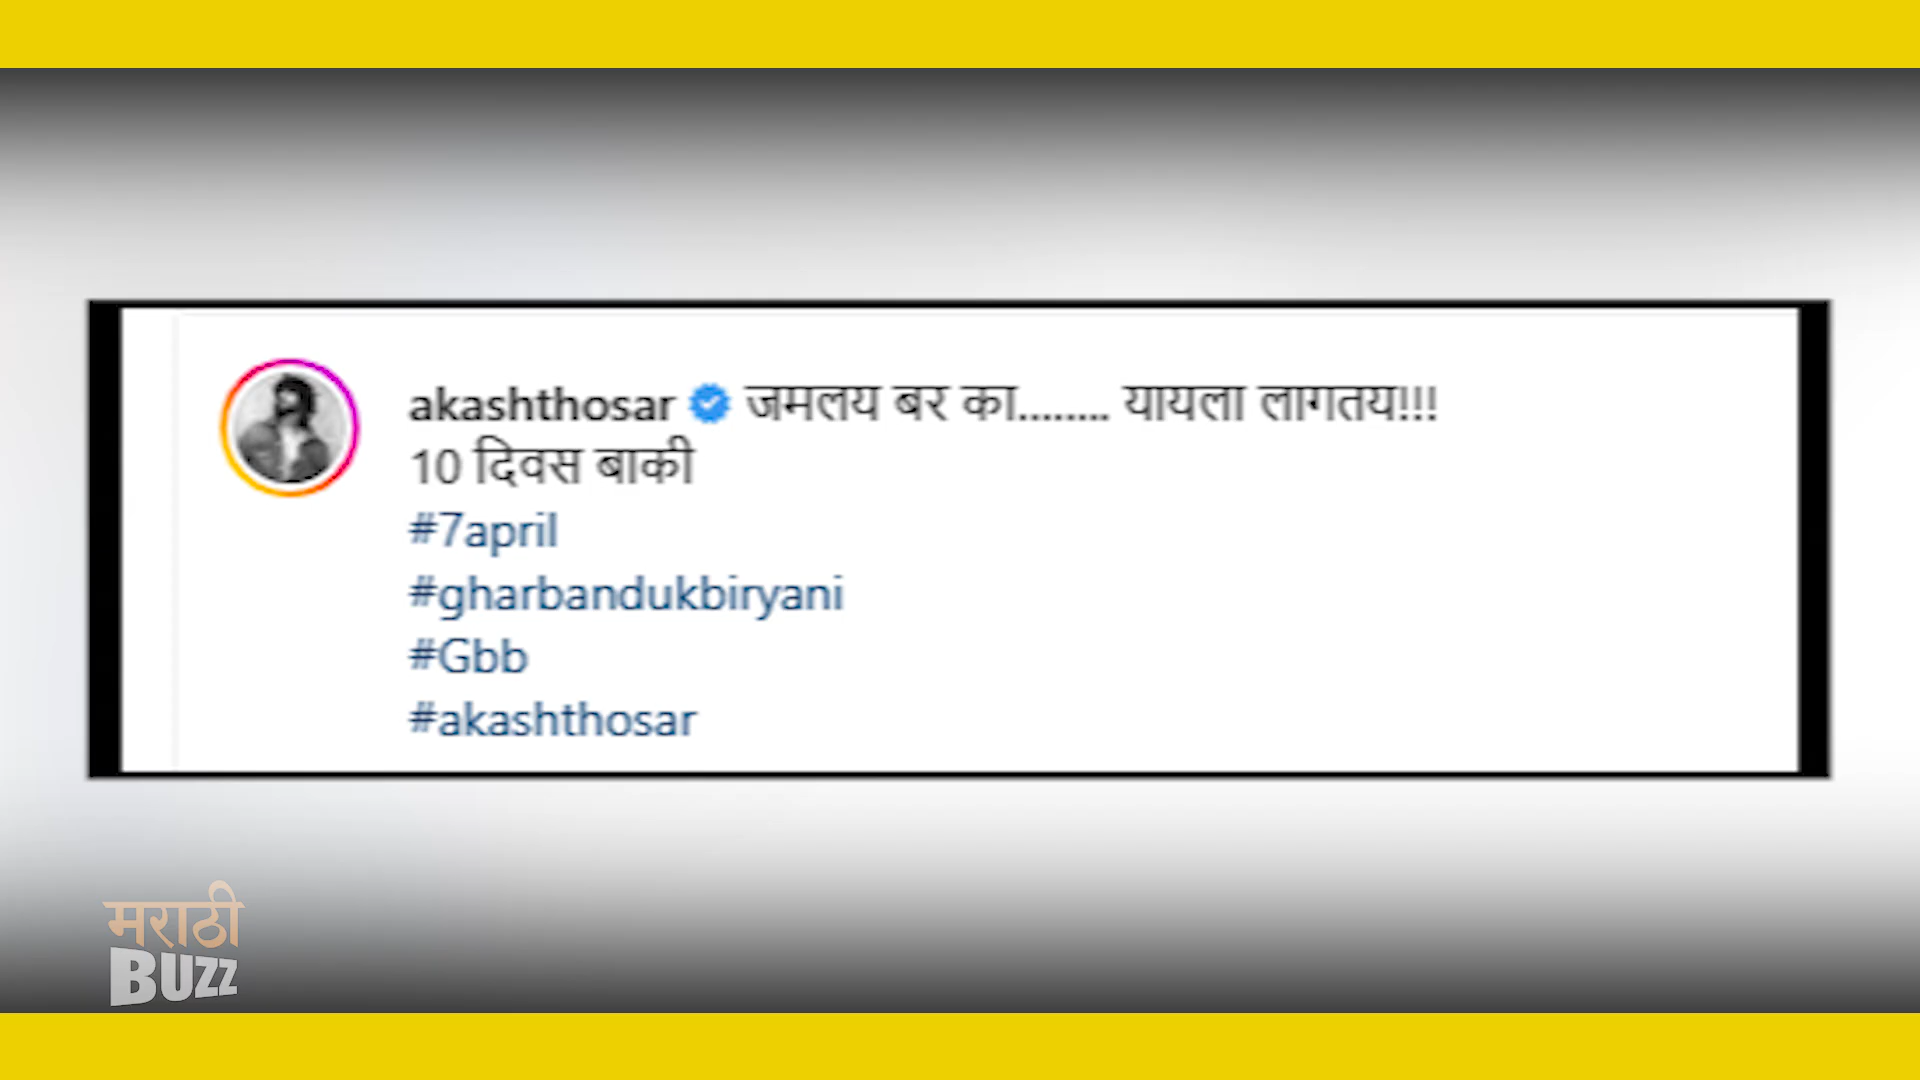 akashthosar जमलय बर का........ यायला लागतय!!!
10 दिवस बाकी
#7april
#gharbandukbiryani
#Gbb
#akashthosar
मराठी
BUZZ